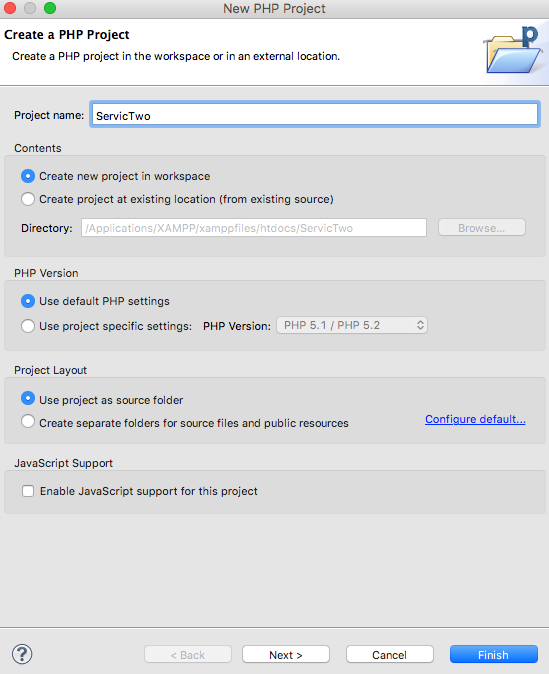 New PHP Project
Create a PHP Project
Create a PHP project in the workspace or in an external location.
p
Project name: ServicTwo
Contents
Create new project in workspace
Create project at existing location (from existing source)
Directory: /Applications/XAMPP/xamppfiles/htdocs/ServicTwo Browse...
PHP Version
Use default PHP settings
Use project specific settings: PHP Version: PHP 5.1 / PHP 5.2
Project Layout
Use project as source folder
Create separate folders for source files and public resources Configure default...
JavaScript Support
Enable JavaScript support for this project
? < Back Next > Cancel Finish